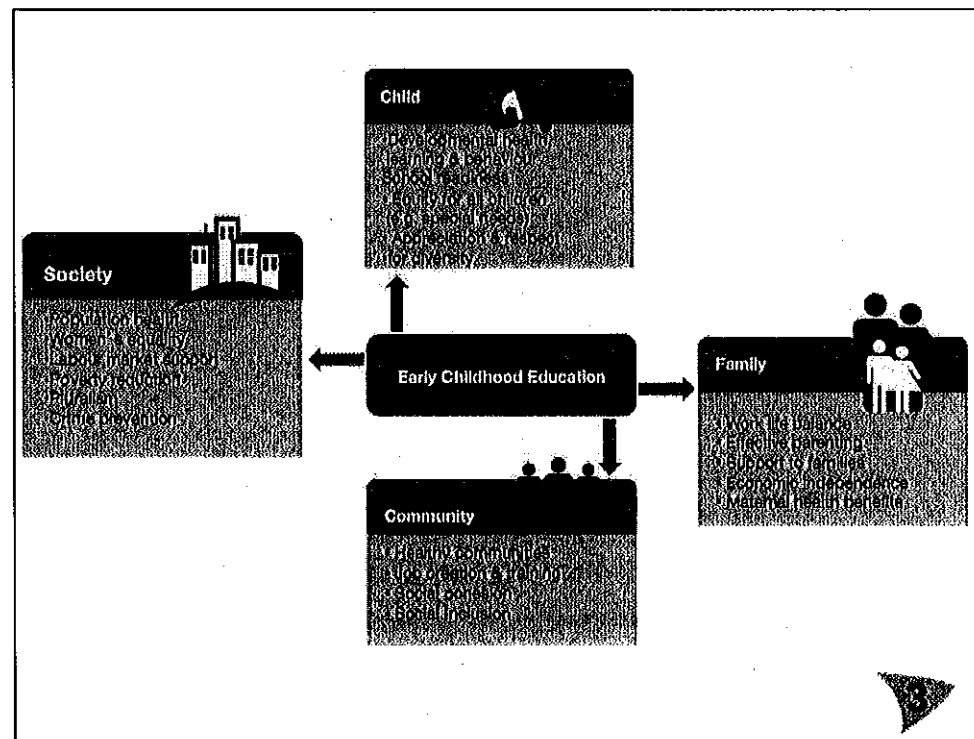 Child
• Developmental health,
learning & behaviour
School readiness
• Equity for all children
(e.g. special needs)
• Appreciation & respect
for diversity
Society
Population health
Women's equality
Labour market support
Poverty reduction
Pluralism
Crime prevention
Early Childhood Education
Family
• Work life balance
• Effective parenting
• Support to families
• Economic independence
• Maternal health benefits
Community
• Healthy communities
• Job creation & training
• Social cohesion
• Social inclusion
3